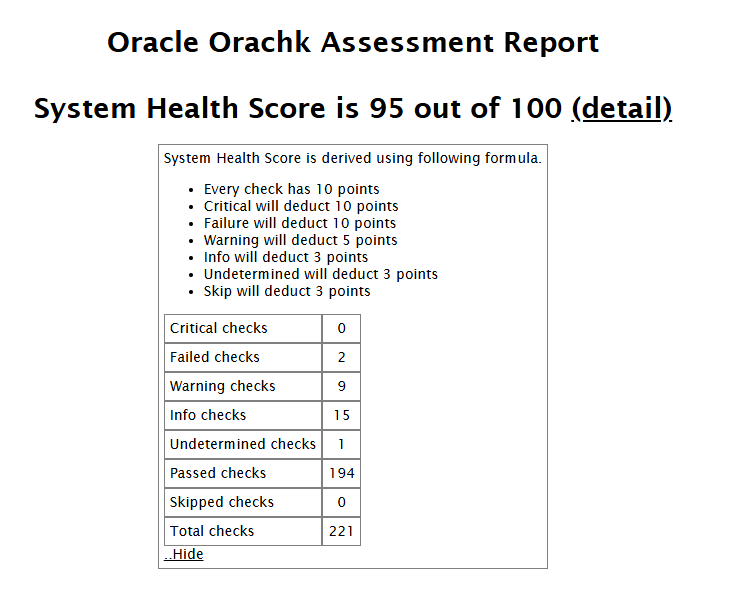 Oracle Orachk Assessment Report
System Health Score is 95 out of 100 (detail)
System Health Score is derived using following formula.
• Every check has 10 points
• Critical will deduct 10 points
• Failure will deduct 10 points
• Warning will deduct 5 points
• Info will deduct 3 points
• Undetermined will deduct 3 points
• Skip will deduct 3 points
Critical checks 0
Failed checks 2
Warning checks 9
Info checks 15
Undetermined checks 1
Passed checks 194
Skipped checks 0
Total checks 221
..Hide